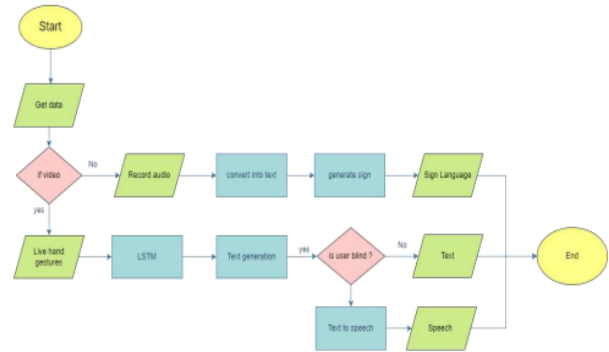 Start
Get data
if video
No
Record audio
convert into text
generate sign
Sign Language
yes
Live hand
gestures
LSTM
Text generation
yes
is user blind ?
No
Text
End
Text to speech
Speech